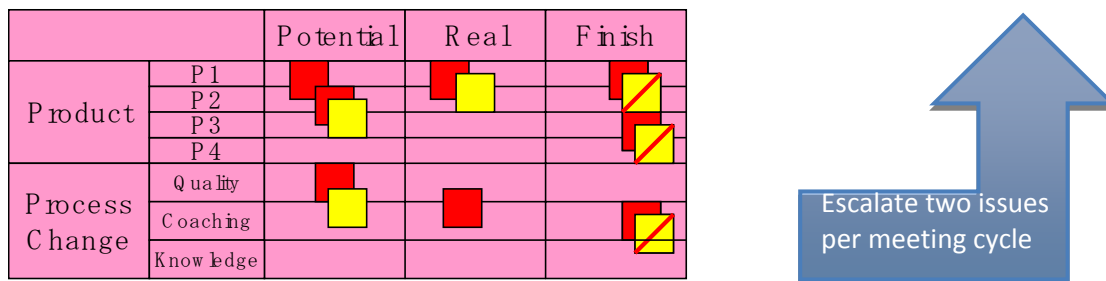 Potential Real Finish
Product
P1
P2
P3
P4
Process
Change
Quality
Coaching
Knowledge
Escalate two issues
per meeting cycle